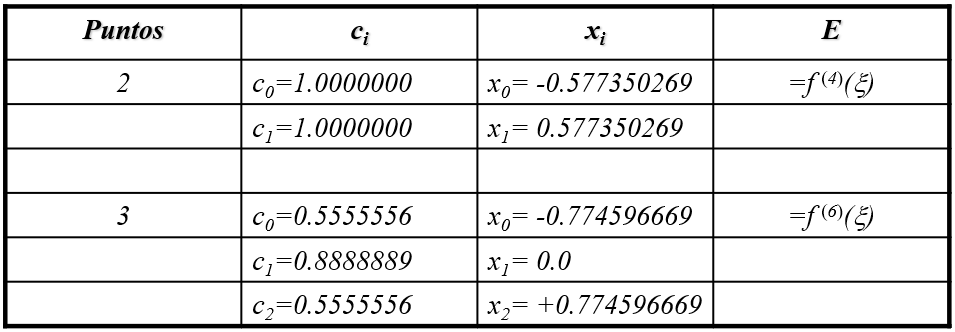 Puntos cᵢ xᵢ E
2 c₀=1.0000000 x₀= -0.577350269 =f⁽⁴⁾(ξ)
c₁=1.0000000 x₁= 0.577350269
3 c₀=0.5555556 x₀= -0.774596669 =f⁽⁶⁾(ξ)
c₁=0.8888889 x₁= 0.0
c₂=0.5555556 x₂= +0.774596669